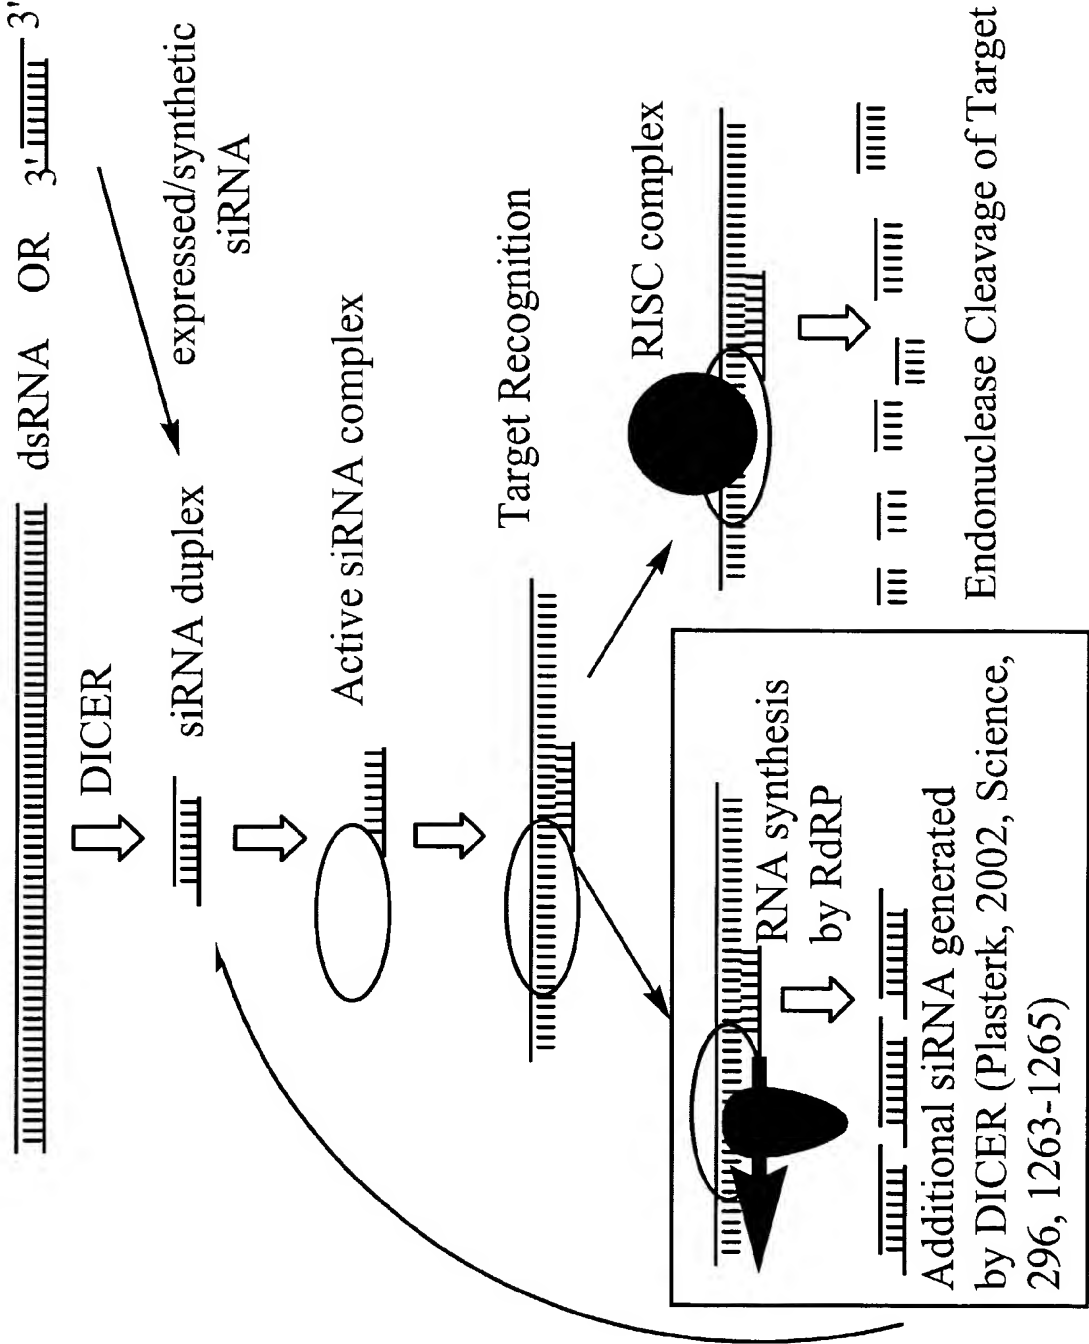 dsRNA OR 3' 3'
DICER
siRNA duplex
expressed/synthetic
siRNA
Active siRNA complex
Target Recognition
RISC complex
RNA synthesis
by RdRP
Additional siRNA generated
by DICER (Plasterk, 2002, Science,
296, 1263-1265)
Endonuclease Cleavage of Target